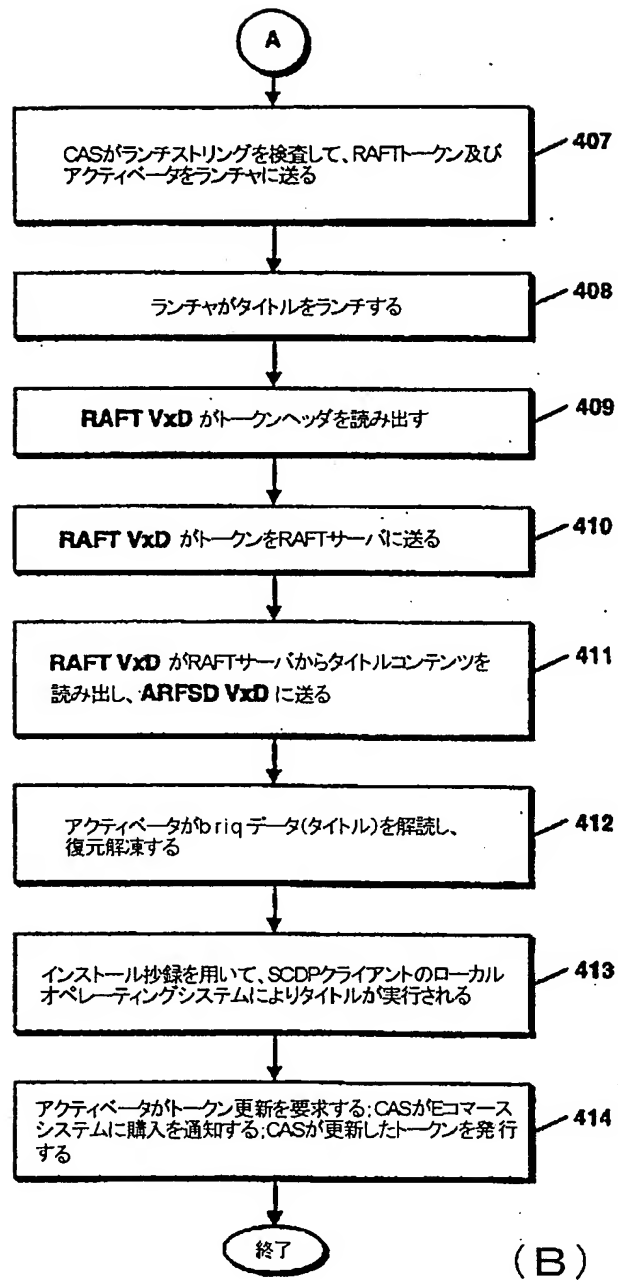 A
CASがランチストリングを検査して、RAFTトークン及び
アクティベータをランチャに送る
407
ランチャがタイトルをランチする
408
RAFT VxD がトークンヘッダを読み出す
409
RAFT VxD がトークンをRAFTサーバに送る
410
RAFT VxD がRAFTサーバからタイトルコンテンツを
読み出し、ARFSD VxD に送る
411
アクティベータがbriqデータ(タイトル)を解読し、
復元解凍する
412
インストール抄録を用いて、SCDPクライアントのローカル
オペレーティングシステムによりタイトルが実行される
413
アクティベータがトークン更新を要求する;CASがEコマース
システムに購入を通知する;CASが更新したトークンを発行
する
414
終了
(B)